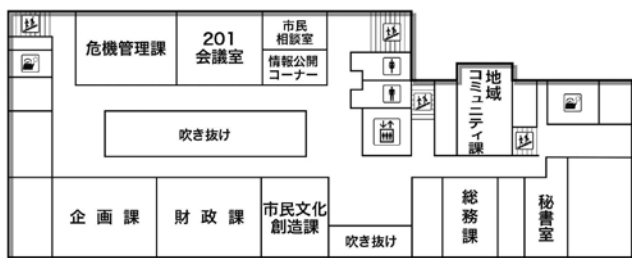 危機管理課
201
会議室
市民
相談室
情報公開
コーナー
地域
コミュニティ課
吹き抜け
企画課
財政課
市民文化
創造課
吹き抜け
総務課
秘書室